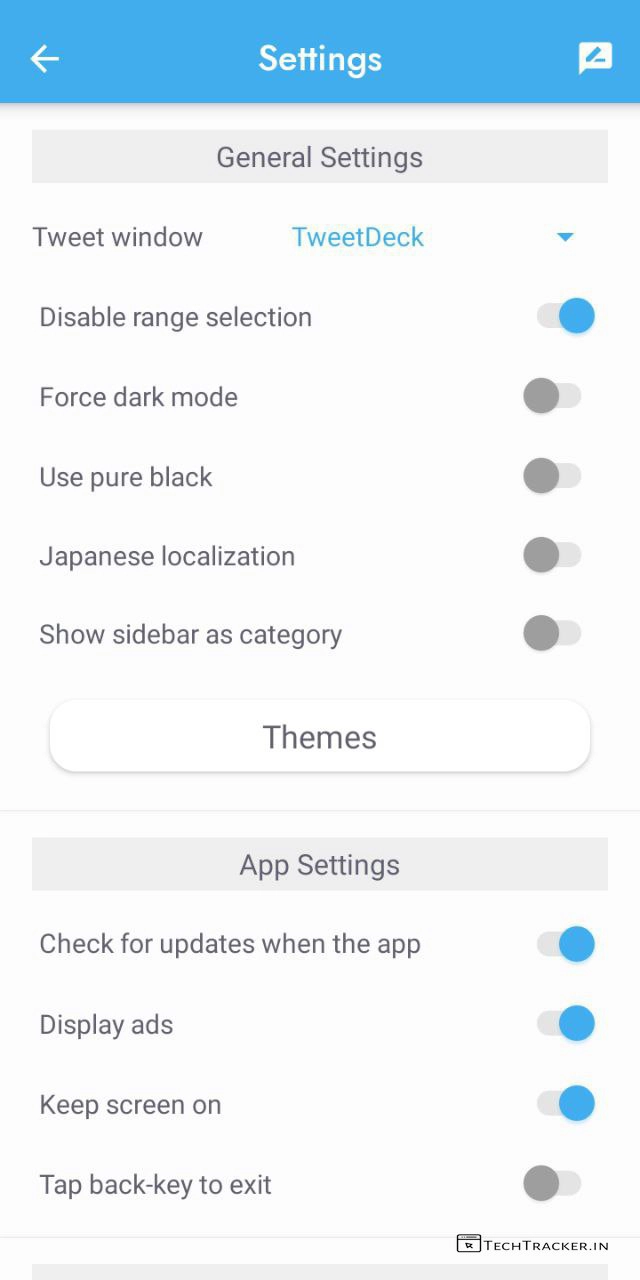 Settings
General Settings
Tweet window TweetDeck
Disable range selection
Force dark mode
Use pure black
Japanese localization
Show sidebar as category
Themes
App Settings
Check for updates when the app
Display ads
Keep screen on
Tap back-key to exit
TechTracker.in